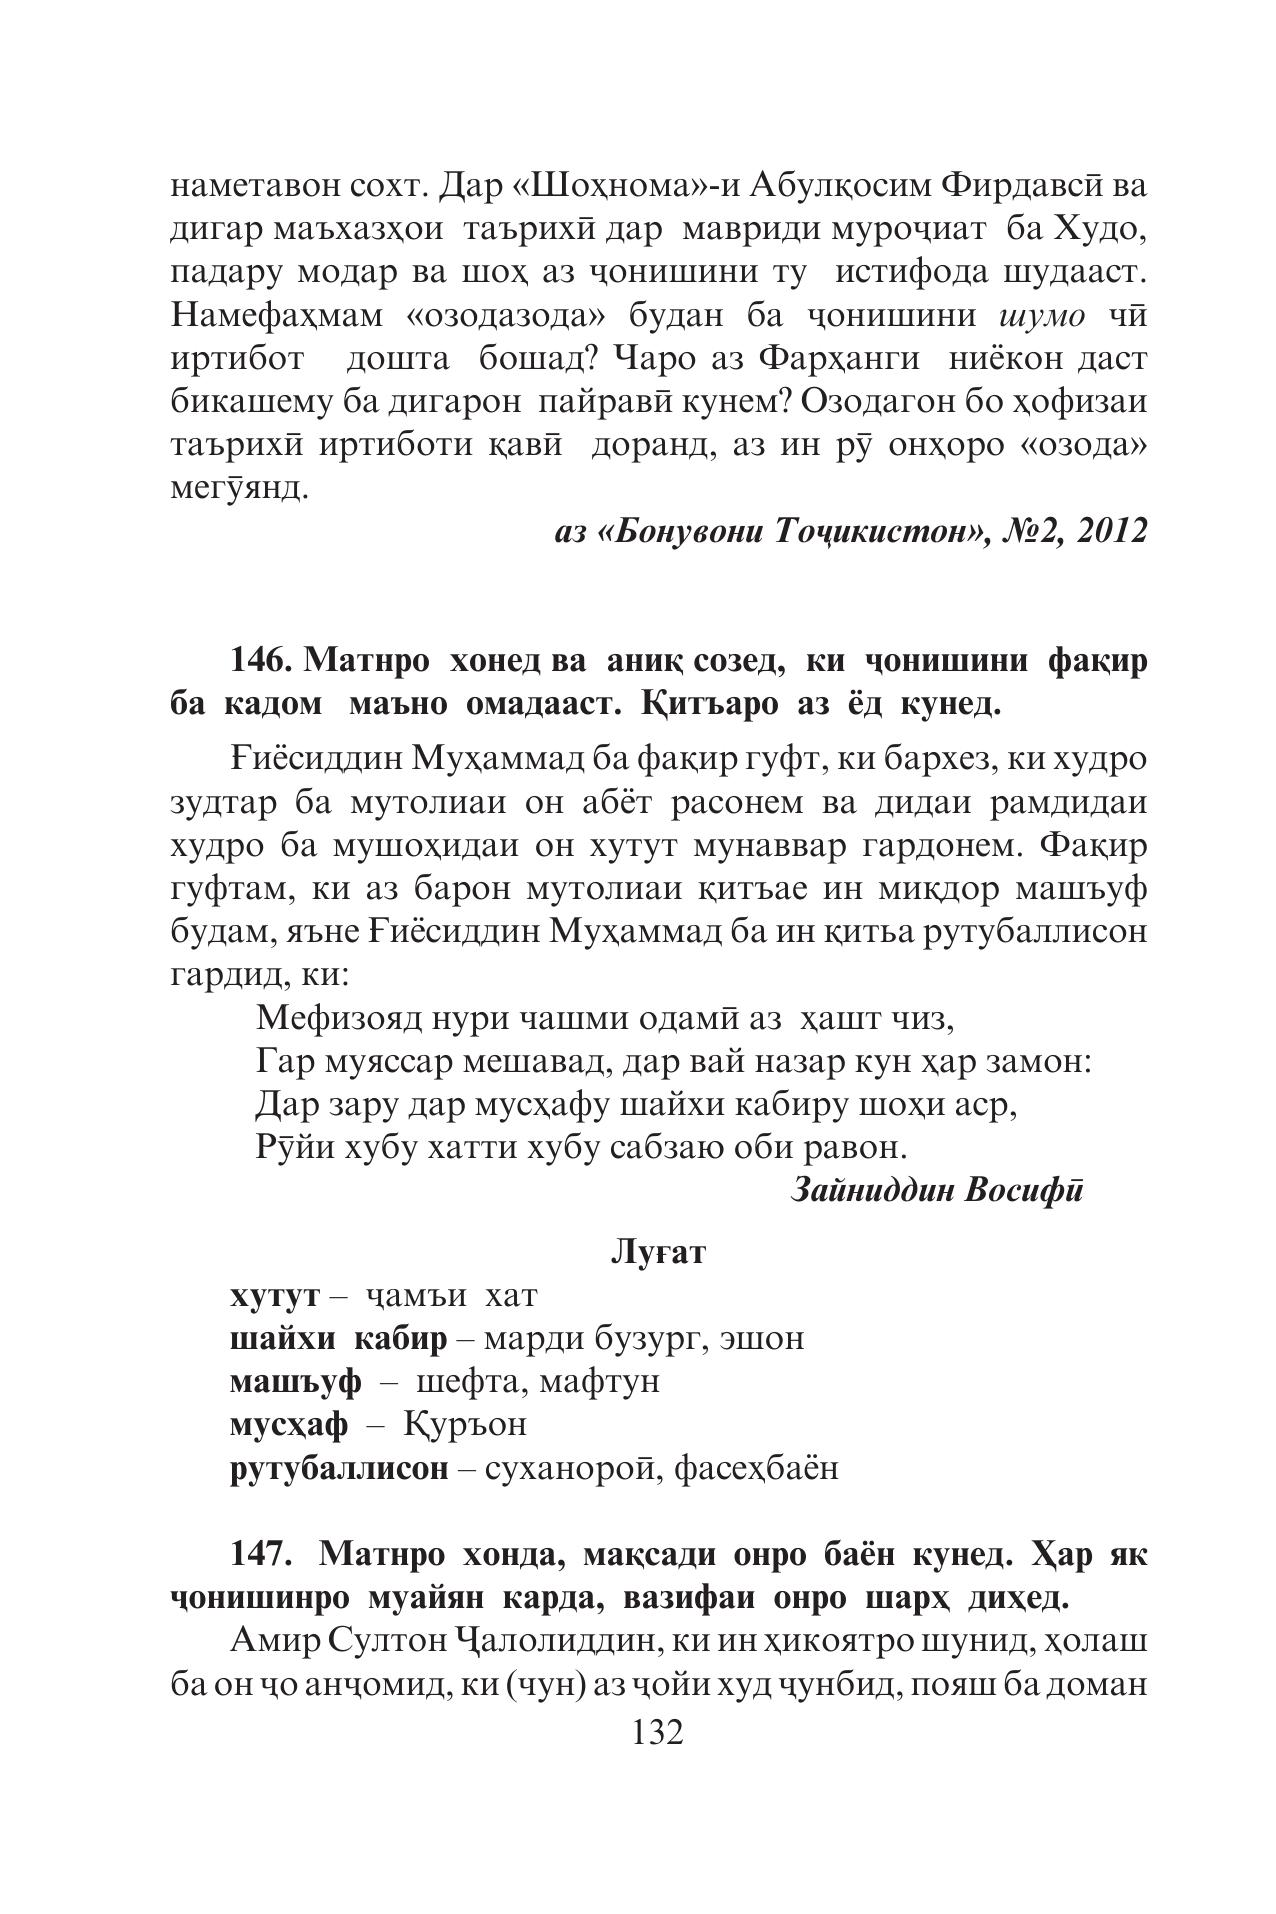 наметавон сохт. Дар «Шоҳнома»-и Абулқосим Фирдавсӣ ва
дигар маъхазҳои таърихӣ дар мавриди муроҷиат ба Худо,
падару модар ва шоҳ аз ҷонишини ту истифода шудааст.
Намефаҳмам «озодазода» будан ба ҷонишини шумо чӣ
иртибот дошта бошад? Чаро аз Фарҳанги ниёкон даст
бикашему ба дигарон пайравӣ кунем? Озодагон бо ҳофизаи
таърихӣ иртиботи қавӣ доранд, аз ин рӯ онҳоро «озода»
мегӯянд.
аз «Бонувони Тоҷикистон», №2, 2012
146. Матнро хонед ва аниқ созед, ки ҷонишини фақир
ба кадом маъно омадааст. Қитъаро аз ёд кунед.
Ғиёсиддин Муҳаммад ба фақир гуфт, ки бархез, ки худро
зудтар ба мутолиаи он абёт расонем ва дидаи рамдидаи
худро ба мушоҳидаи он хутут мунаввар гардонем. Фақир
гуфтам, ки аз барон мутолиаи қитъае ин миқдор машъуф
будам, яъне Ғиёсиддин Муҳаммад ба ин қитьа рутубаллисон
гардид, ки:
Мефизояд нури чашми одамӣ аз ҳашт чиз,
Гар муяссар мешавад, дар вай назар кун ҳар замон:
Дар зару дар мусҳафу шайхи кабиру шоҳи аср,
Рӯйи хубу хатти хубу сабзаю оби равон.
Зайниддин Восифӣ
Луғат
хутут – ҷамъи хат
шайхи кабир – марди бузург, эшон
машъуф – шефта, мафтун
мусҳаф – Қуръон
рутубаллисон – суханороӣ, фасеҳбаён
147. Матнро хонда, мақсади онро баён кунед. Ҳар як
ҷонишинро муайян карда, вазифаи онро шарҳ диҳед.
Амир Султон Ҷалолиддин, ки ин ҳикоятро шунид, ҳолаш
ба он ҷо анҷомид, ки (чун) аз ҷойи худ ҷунбид, пояш ба доман
132